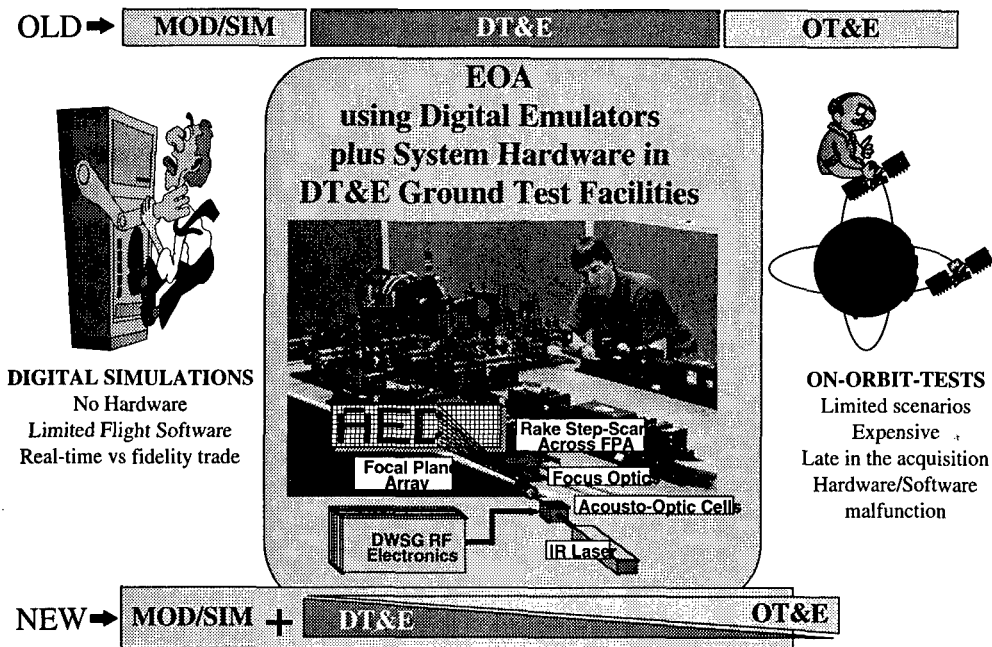 OLD MOD/SIM DT&E OT&E
EOA
using Digital Emulators
plus System Hardware in
DT&E Ground Test Facilities
DIGITAL SIMULATIONS
No Hardware
Limited Flight Software
Real-time vs fidelity trade
AED
Rake Step-Scan
Across FPA
Focal Plane
Array
Focus Optics
Acousto-Optic Cells
DWSG RF
Electronics
IR Laser
ON-ORBIT-TESTS
Limited scenarios
Expensive
Late in the acquisition
Hardware/Software
malfunction
NEW MOD/SIM + DT&E OT&E